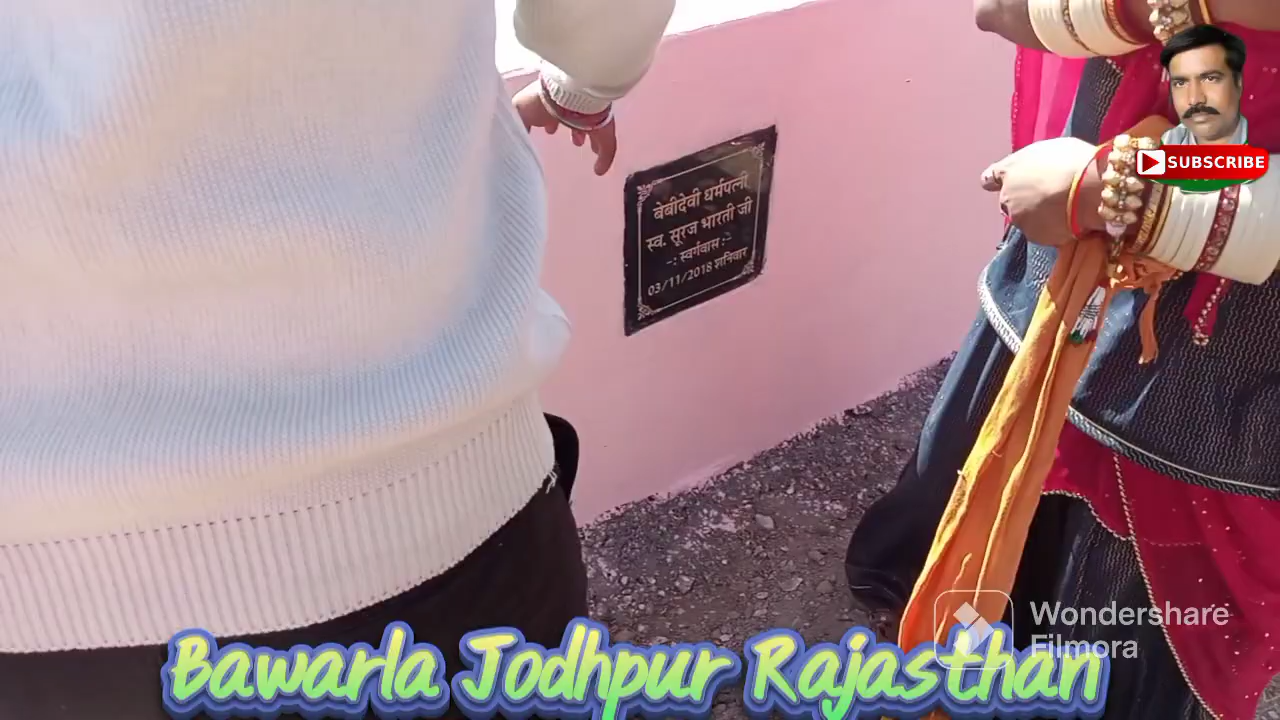 SUBSCRIBE
बेबीदेवी धर्मपत्नी
स्व. सूरज भारती जी
-: स्वर्गवास :-
03/11/2018 शनिवार
Wondershare
Filmora
Bawarla Jodhpur Rajasthan